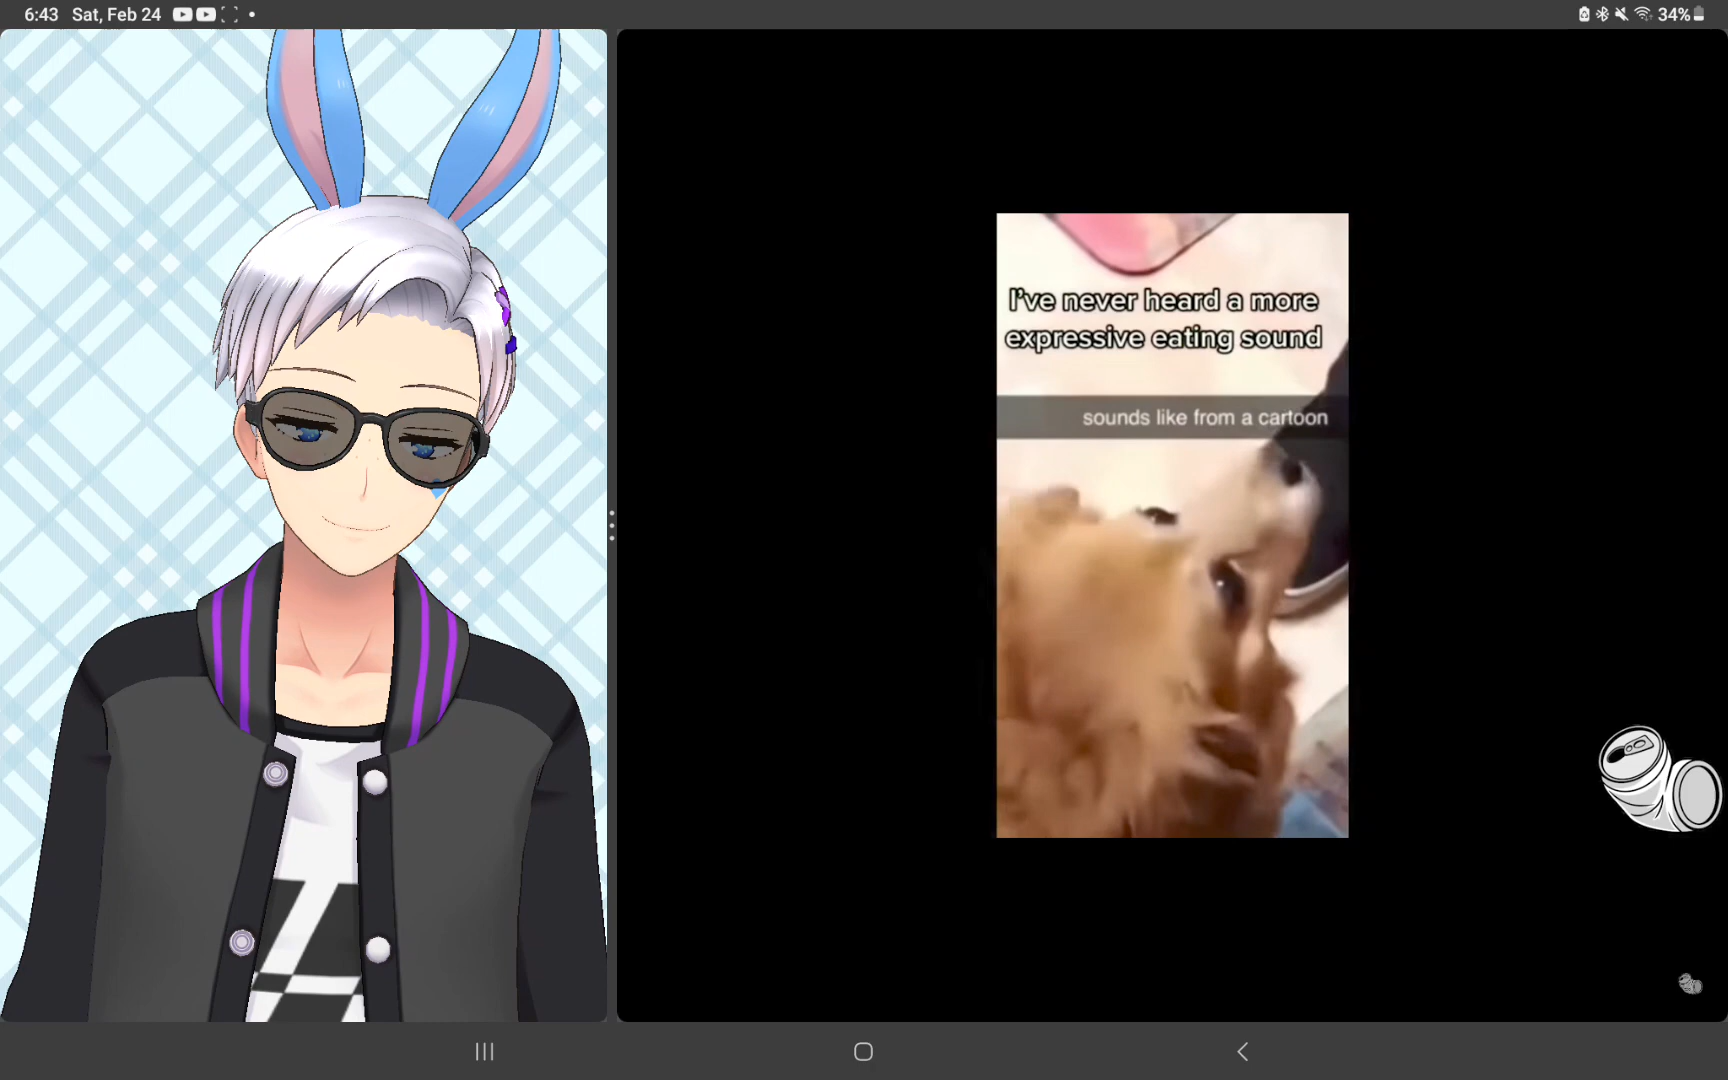 6:43 Sat, Feb 24
34%
I've never heard a more
expressive eating sound
sounds like from a cartoon